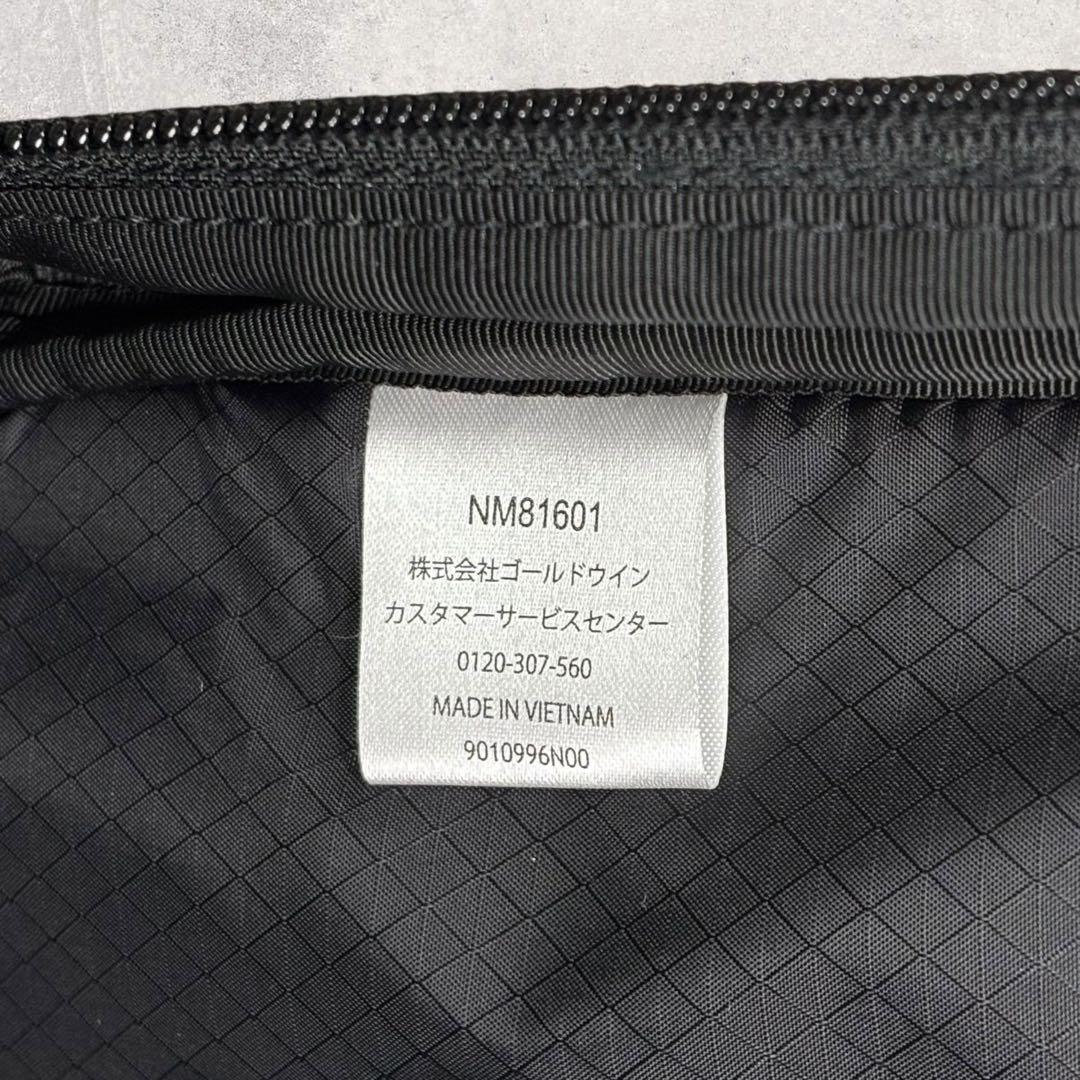 NM81601
株式会社ゴールドウイン
カスタマーサービスセンター
0120-307-560
MADE IN VIETNAM
9010996N00